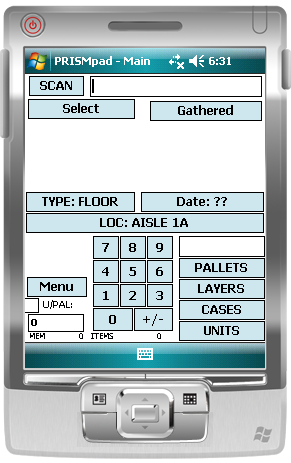 PRISMpad - Main 6:31
SCAN
Select Gathered
TYPE: FLOOR Date: ??
LOC: AISLE 1A
7 8 9
4 5 6 PALLETS
Menu 1 2 3 LAYERS
U/PAL: CASES
0 0 +/- UNITS
MEM 0 ITEMS 0